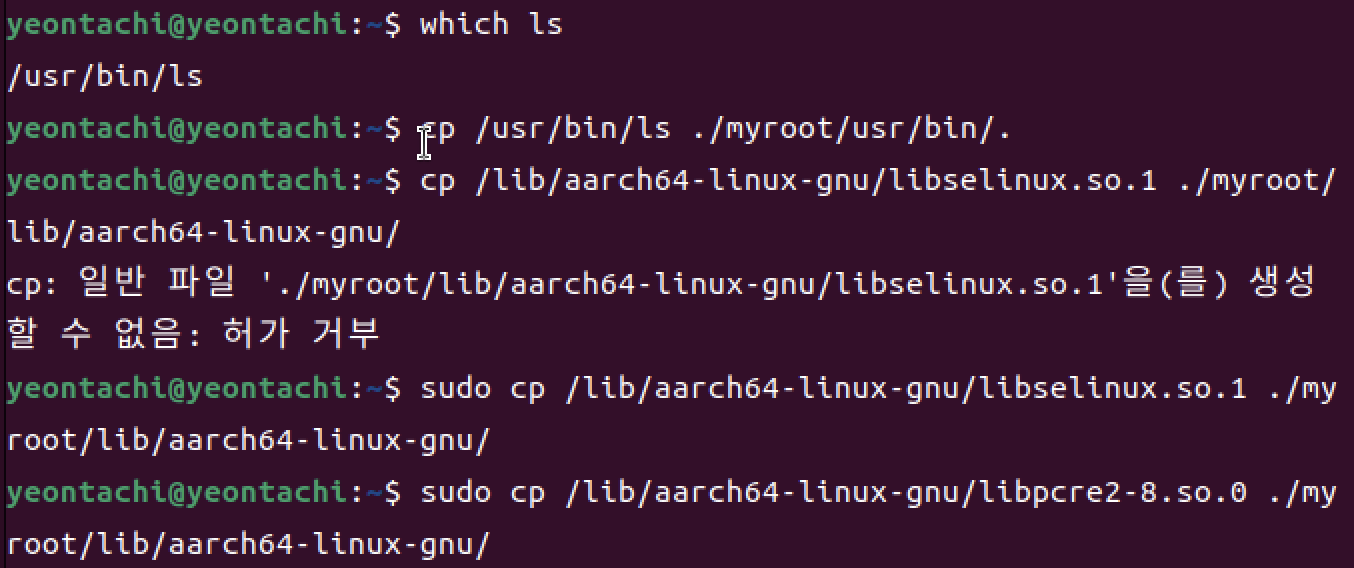 yeontachi@yeontachi:~$ which ls
/usr/bin/ls
yeontachi@yeontachi:~$ cp /usr/bin/ls ./myroot/usr/bin/.
yeontachi@yeontachi:~$ cp /lib/aarch64-linux-gnu/libselinux.so.1 ./myroot/
lib/aarch64-linux-gnu/
cp: 일반 파일 './myroot/lib/aarch64-linux-gnu/libselinux.so.1'을(를) 생성
할 수 없음: 허가 거부
yeontachi@yeontachi:~$ sudo cp /lib/aarch64-linux-gnu/libselinux.so.1 ./my
root/lib/aarch64-linux-gnu/
yeontachi@yeontachi:~$ sudo cp /lib/aarch64-linux-gnu/libpcre2-8.so.0 ./my
root/lib/aarch64-linux-gnu/